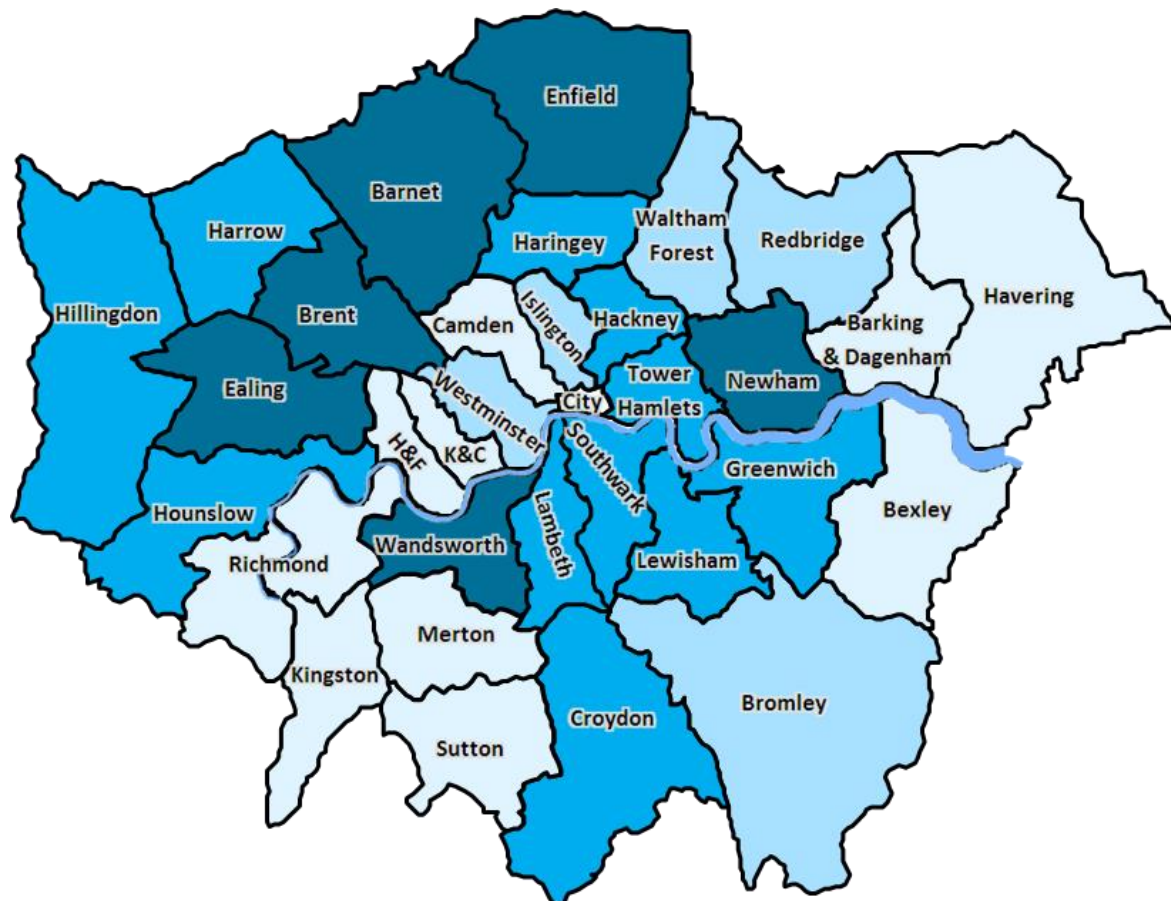 Enfield
Barnet
Harrow
Haringey
Waltham
Forest
Redbridge
Havering
Hillingdon
Brent
Camden
Islington
Hackney
Barking
& Dagenham
Ealing
Westminster
City
Tower
Hamlets
Newham
H&F
K&C
Southwark
Greenwich
Hounslow
Bexley
Richmond
Wandsworth
Lambeth
Lewisham
Merton
Kingston
Bromley
Croydon
Sutton